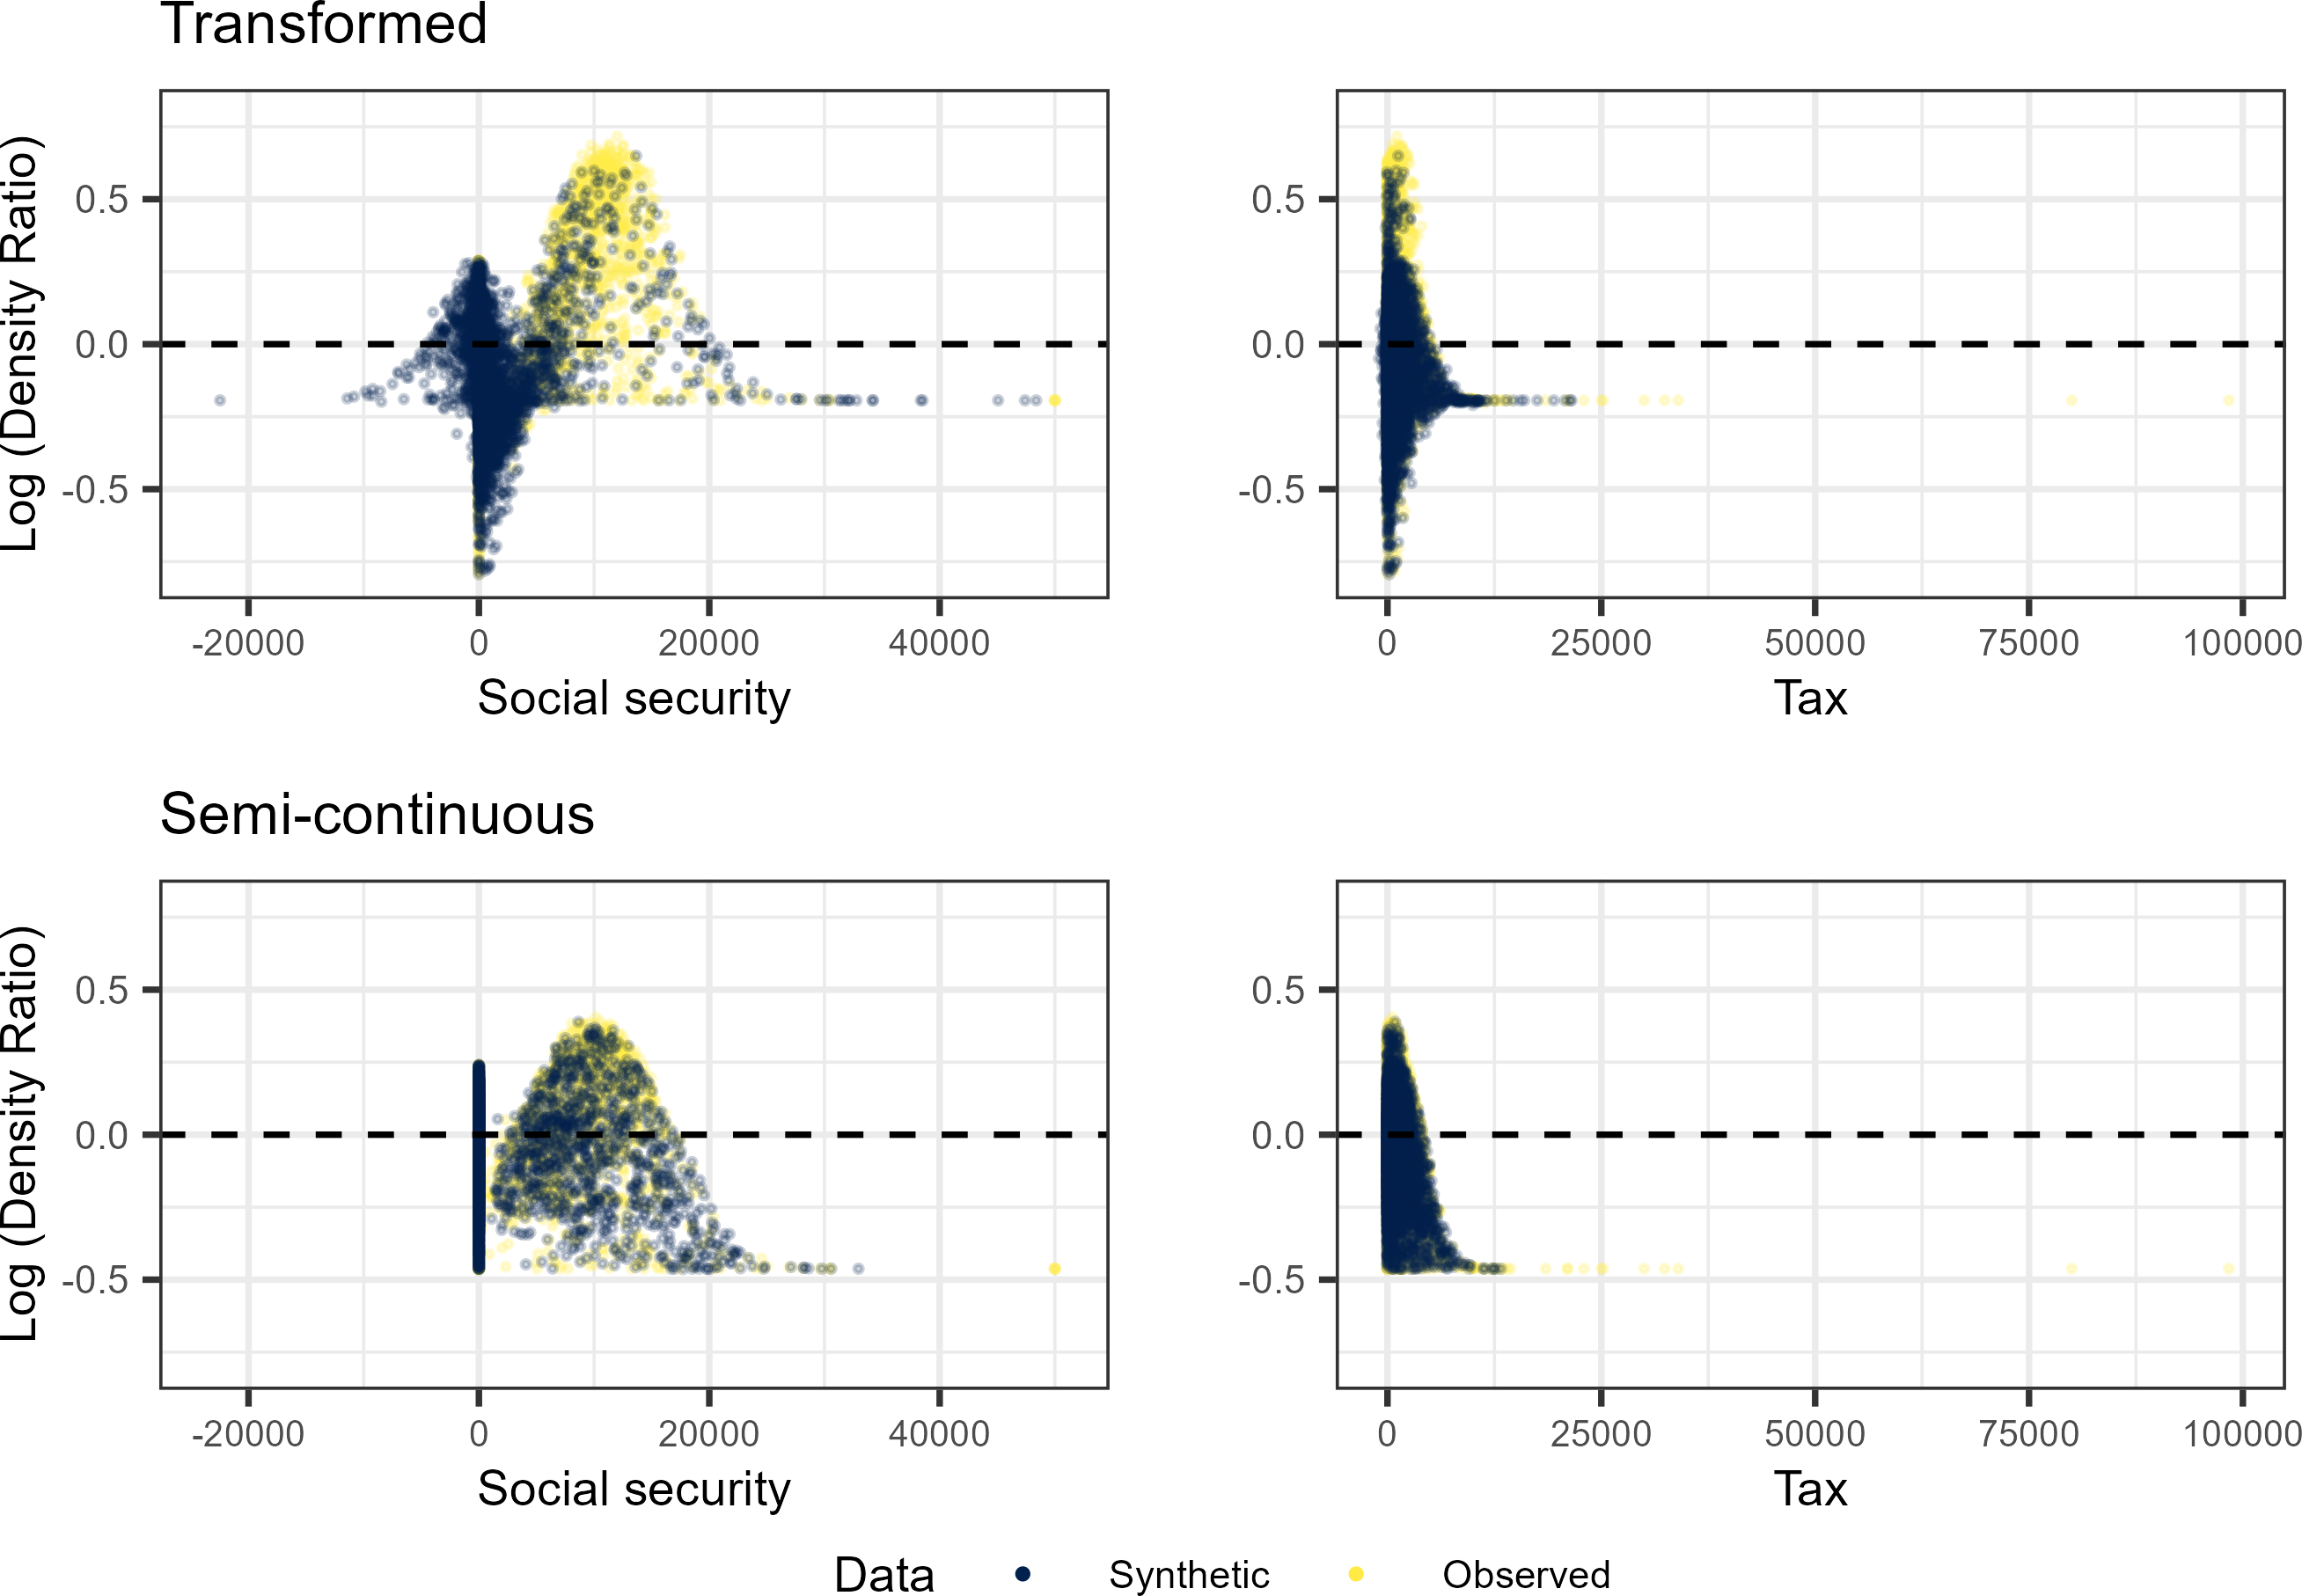 Transformed
Log (Density Ratio)
0.5
0.0
-0.5
-20000 0 20000 40000
Social security
0.5
0.0
-0.5
0 25000 50000 75000 100000
Tax
Semi-continuous
Log (Density Ratio)
0.5
0.0
-0.5
-20000 0 20000 40000
Social security
0.5
0.0
-0.5
0 25000 50000 75000 100000
Tax
Data Synthetic Observed